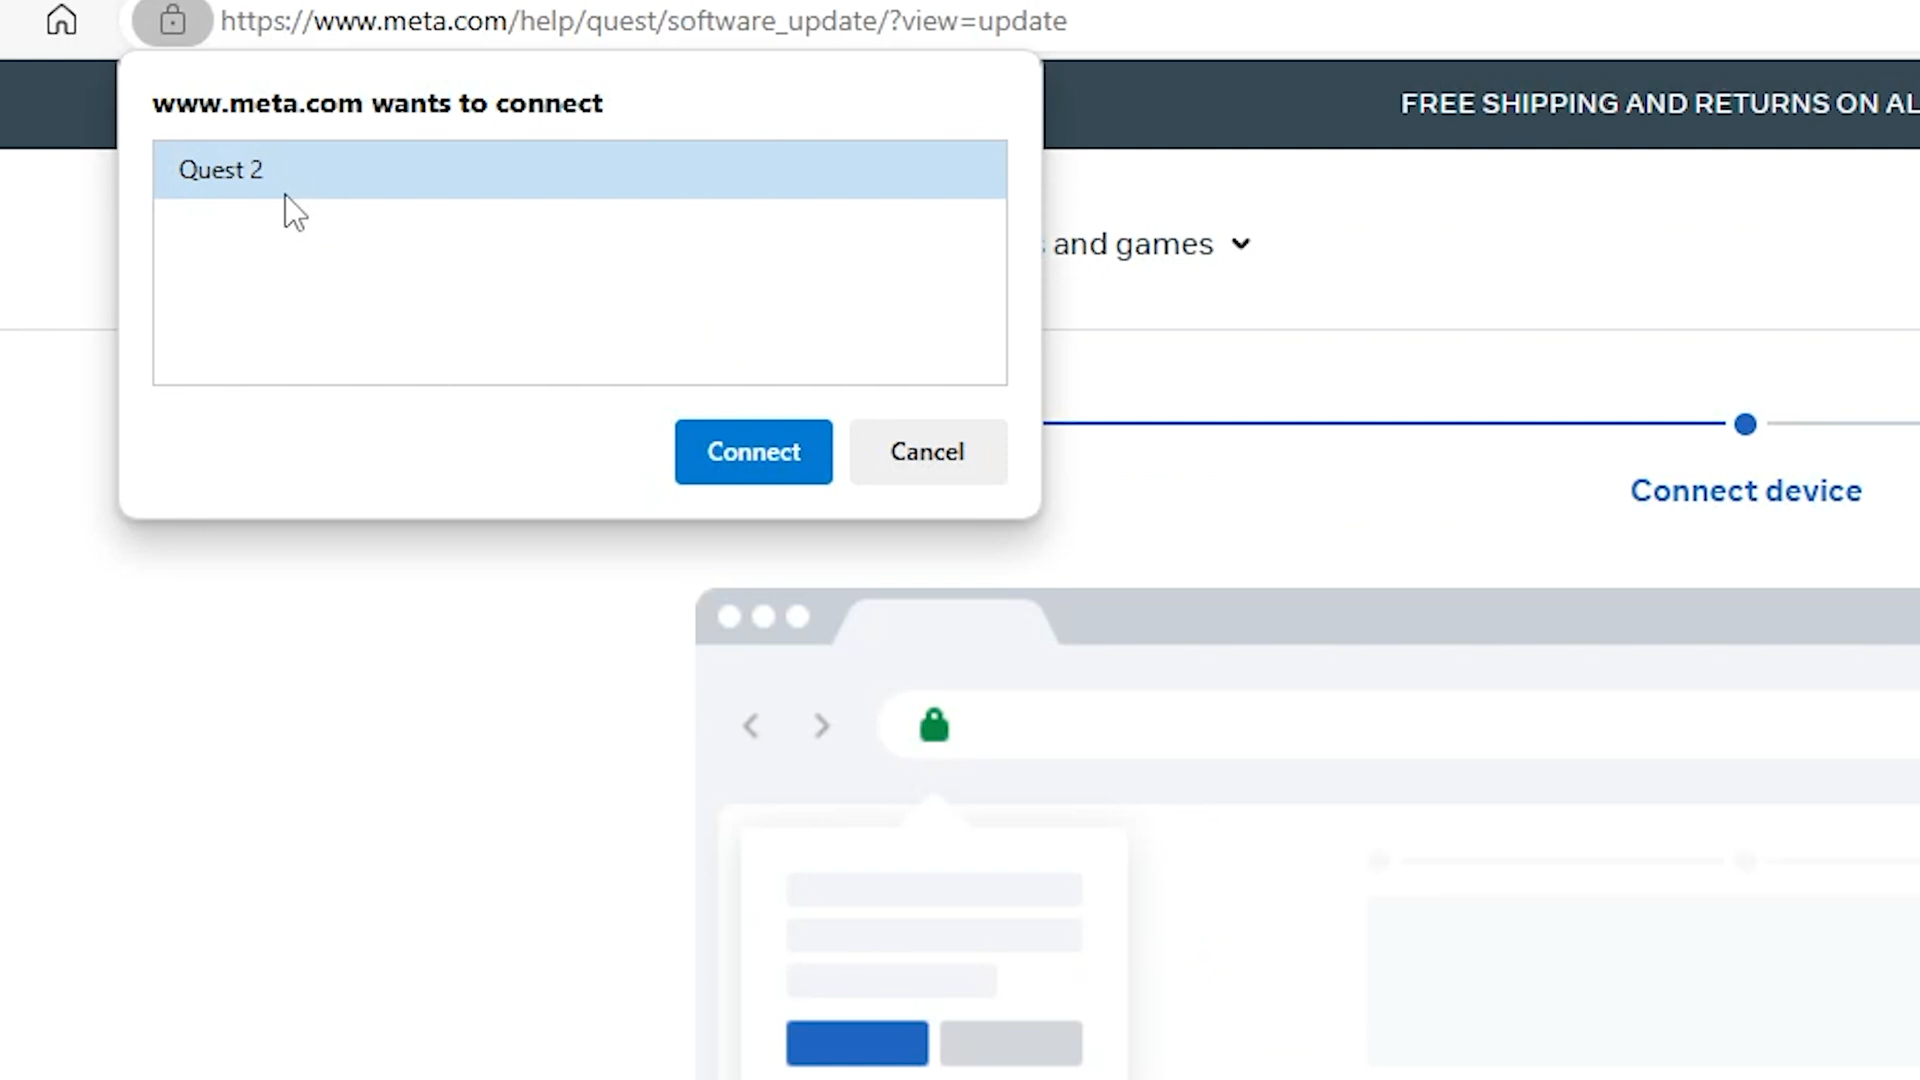 https://www.meta.com/help/quest/software_update/?view=update
www.meta.com wants to connect
Quest 2
Connect
Cancel
FREE SHIPPING AND RETURNS ON AL
and games
Connect device